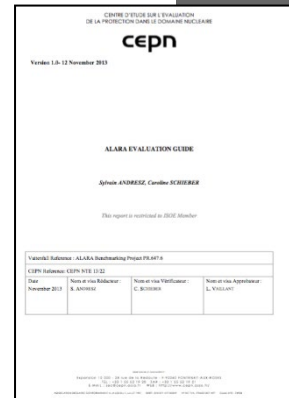 CENTRE D'ETUDE SUR L'EVALUATION
DE LA PROTECTION DANS LE DOMAINE NUCLEAIRE
cepn
Version 1.0- 12 November 2013
ALARA EVALUATION GUIDE
Sylvain ANDRESZ, Caroline SCHIEBER
This report is restricted to ISOE Member
Vattenfall Reference : ALARA Benchmarking Project PR.647.6
CEPN Reference: CEPN NTE 13/22
Date
November 2013
Nom et visa Rédacteur :
S. ANDRESZ
Nom et visa Vérificateur :
C. SCHIEBER
Nom et visa Approbateur :
L. VAILLANT